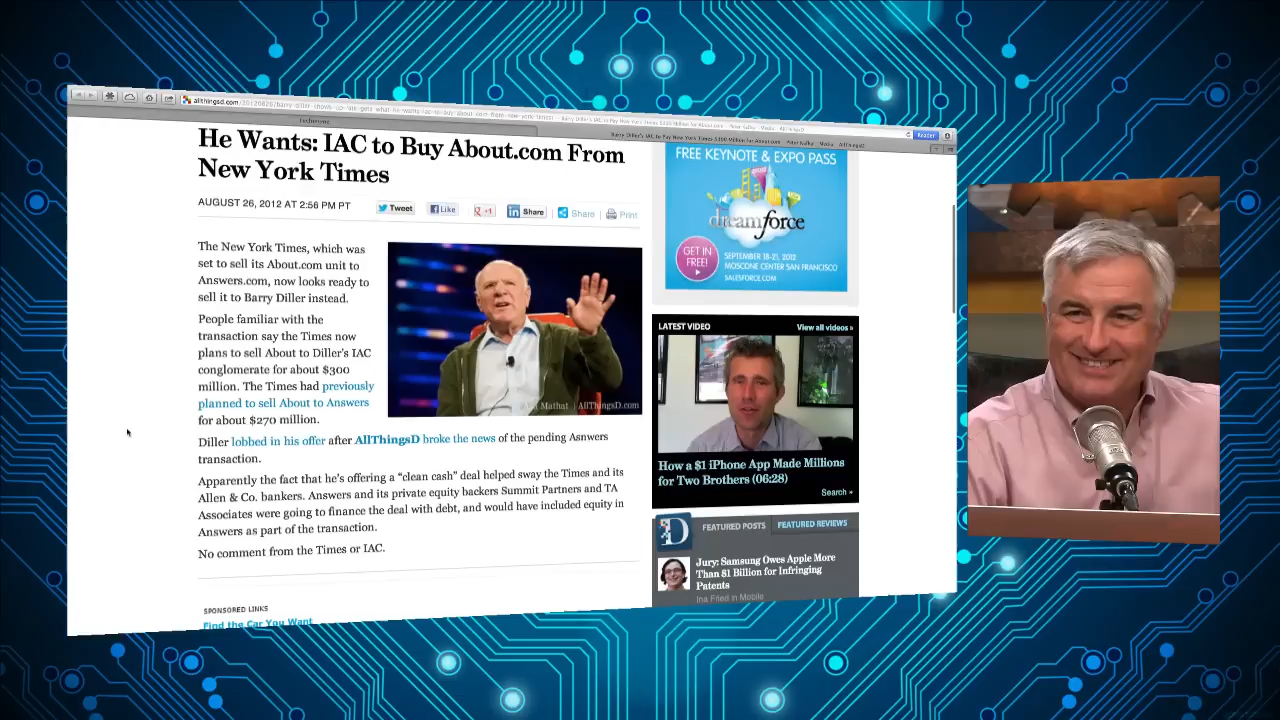 allthingsd.com
Reader
Techmeme
He Wants: IAC to Buy About.com From
New York Times
AUGUST 26, 2012 AT 2:56 PM PT
Tweet
Like
+1
Share
Share
Print
The New York Times, which was
set to sell its About.com unit to
Answers.com, now looks ready to
sell it to Barry Diller instead.
People familiar with the
transaction say the Times now
plans to sell About to Diller's IAC
conglomerate for about $300
million. The Times had previously
planned to sell About to Answers
for about $270 million.
Mathat | AllThingsD.com
Diller lobbed in his offer after AllThingsD broke the news of the pending Asnwers
transaction.
Apparently the fact that he's offering a “clean cash” deal helped sway the Times and its
Allen & Co. bankers. Answers and its private equity backers Summit Partners and TA
Associates were going to finance the deal with debt, and would have included equity in
Answers as part of the transaction.
No comment from the Times or IAC.
SPONSORED LINKS
Find the Car You Want
FREE KEYNOTE & EXPO PASS
dreamforce
GET IN
FREE!
SEPTEMBER 18-21, 2012
MOSCONE CENTER SAN FRANCISCO
SALESFORCE.COM
LATEST VIDEO
View all videos »
How a $1 iPhone App Made Millions
for Two Brothers (06:28)
Search »
D
FEATURED POSTS
FEATURED REVIEWS
Jury: Samsung Owes Apple More
Than $1 Billion for Infringing
Patents
Ina Fried in Mobile